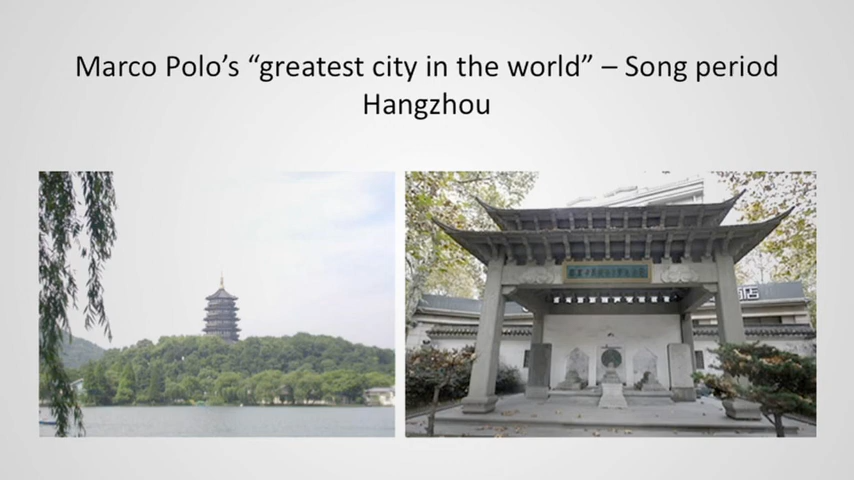 Marco Polo’s “greatest city in the world” – Song period
Hangzhou